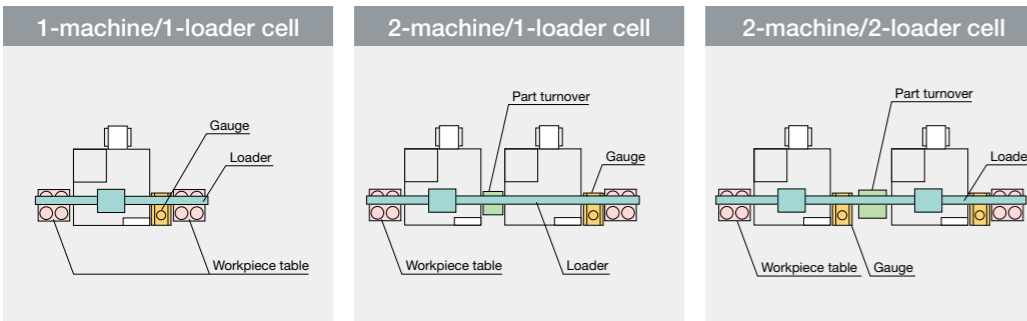 1-machine/1-loader cell
Gauge
Loader
Workpiece table
2-machine/1-loader cell
Part turnover
Gauge
Workpiece table
Loader
2-machine/2-loader cell
Part turnover
Loade
Workpiece table
Gauge